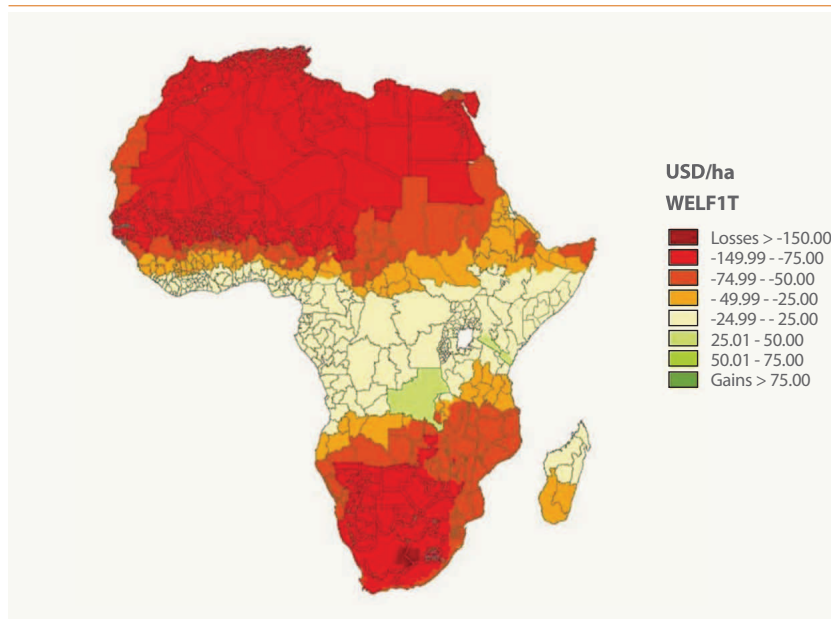 USD/ha
WELF1T
Losses > -150.00
-149.99 - -75.00
-74.99 - -50.00
- 49.99 - -25.00
-24.99 - - 25.00
25.01 - 50.00
50.01 - 75.00
Gains > 75.00